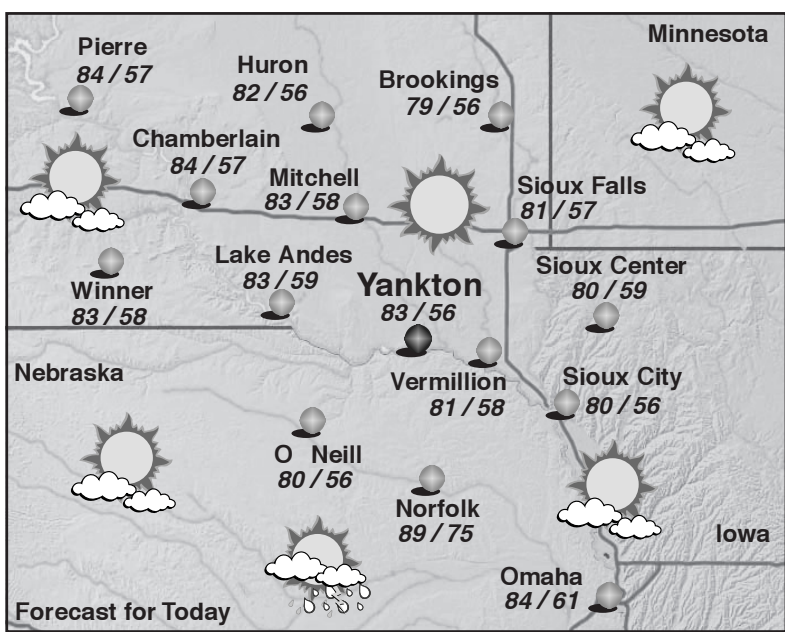 Minnesota
Pierre
84 / 57
Huron
82 / 56
Brookings
79 / 56
Chamberlain
84 / 57
Mitchell
83 / 58
Sioux Falls
81 / 57
Winner
83 / 58
Lake Andes
83 / 59
Yankton
83 / 56
Sioux Center
80 / 59
Nebraska
Vermillion
81 / 58
Sioux City
80 / 56
O Neill
80 / 56
Norfolk
89 / 75
Iowa
Omaha
84 / 61
Forecast for Today